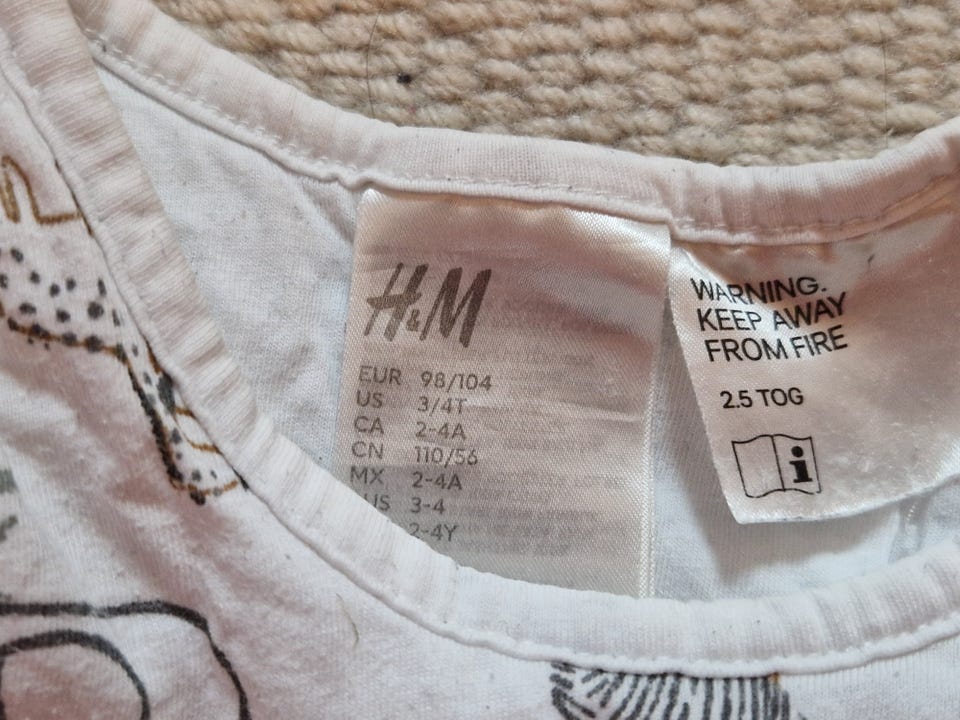 H&M
EUR 98/104
US 3/4T
CA 2-4A
CN 110/56
MX 2-4A
US 3-4
2-4Y
WARNING.
KEEP AWAY
FROM FIRE
2.5 TOG
i